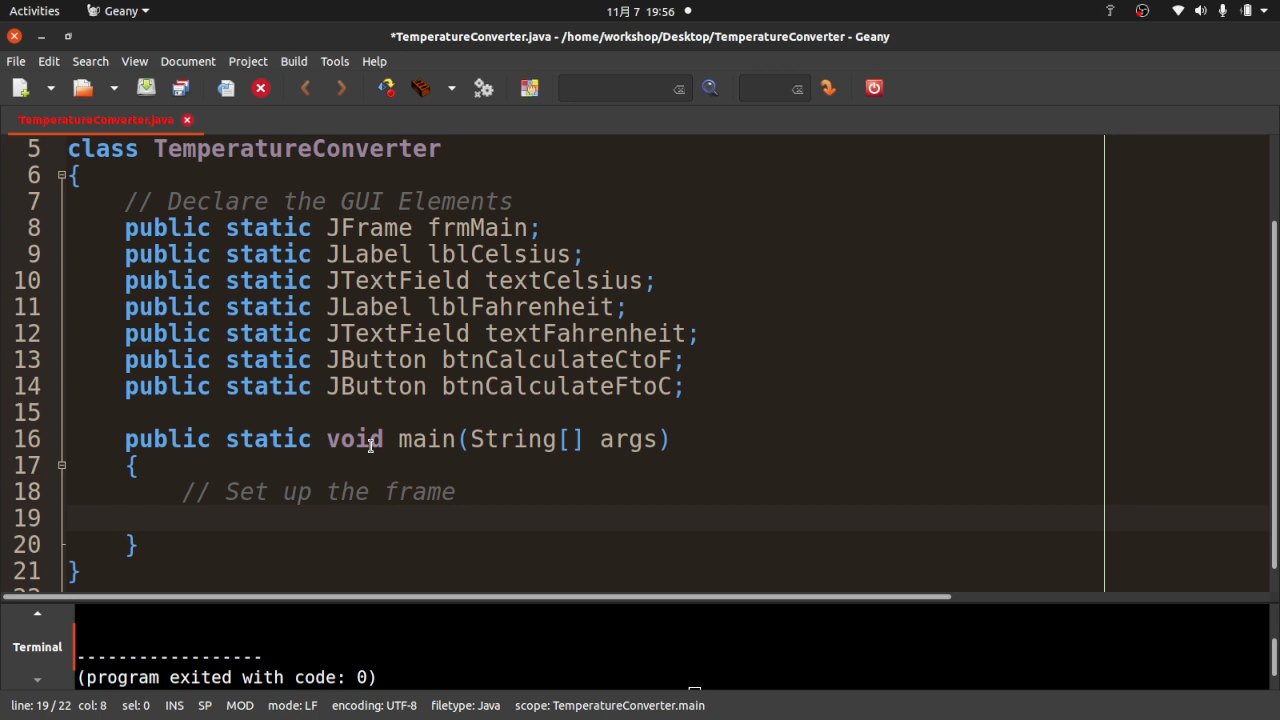 Activities Geany 11月 7 19:56
*TemperatureConverter.java - /home/workshop/Desktop/TemperatureConverter - Geany
File Edit Search View Document Project Build Tools Help
TemperatureConverter.java
5 class TemperatureConverter
6 {
7 // Declare the GUI Elements
8 public static JFrame frmMain;
9 public static JLabel lblCelsius;
10 public static JTextField textCelsius;
11 public static JLabel lblFahrenheit;
12 public static JTextField textFahrenheit;
13 public static JButton btnCalculateCtoF;
14 public static JButton btnCalculateFtoC;
15
16 public static void main(String[] args)
17 {
18 // Set up the frame
19
20 }
21 }
Terminal
------------------
(program exited with code: 0)
line: 19 / 22 col: 8 sel: 0 INS SP MOD mode: LF encoding: UTF-8 filetype: Java scope: TemperatureConverter.main